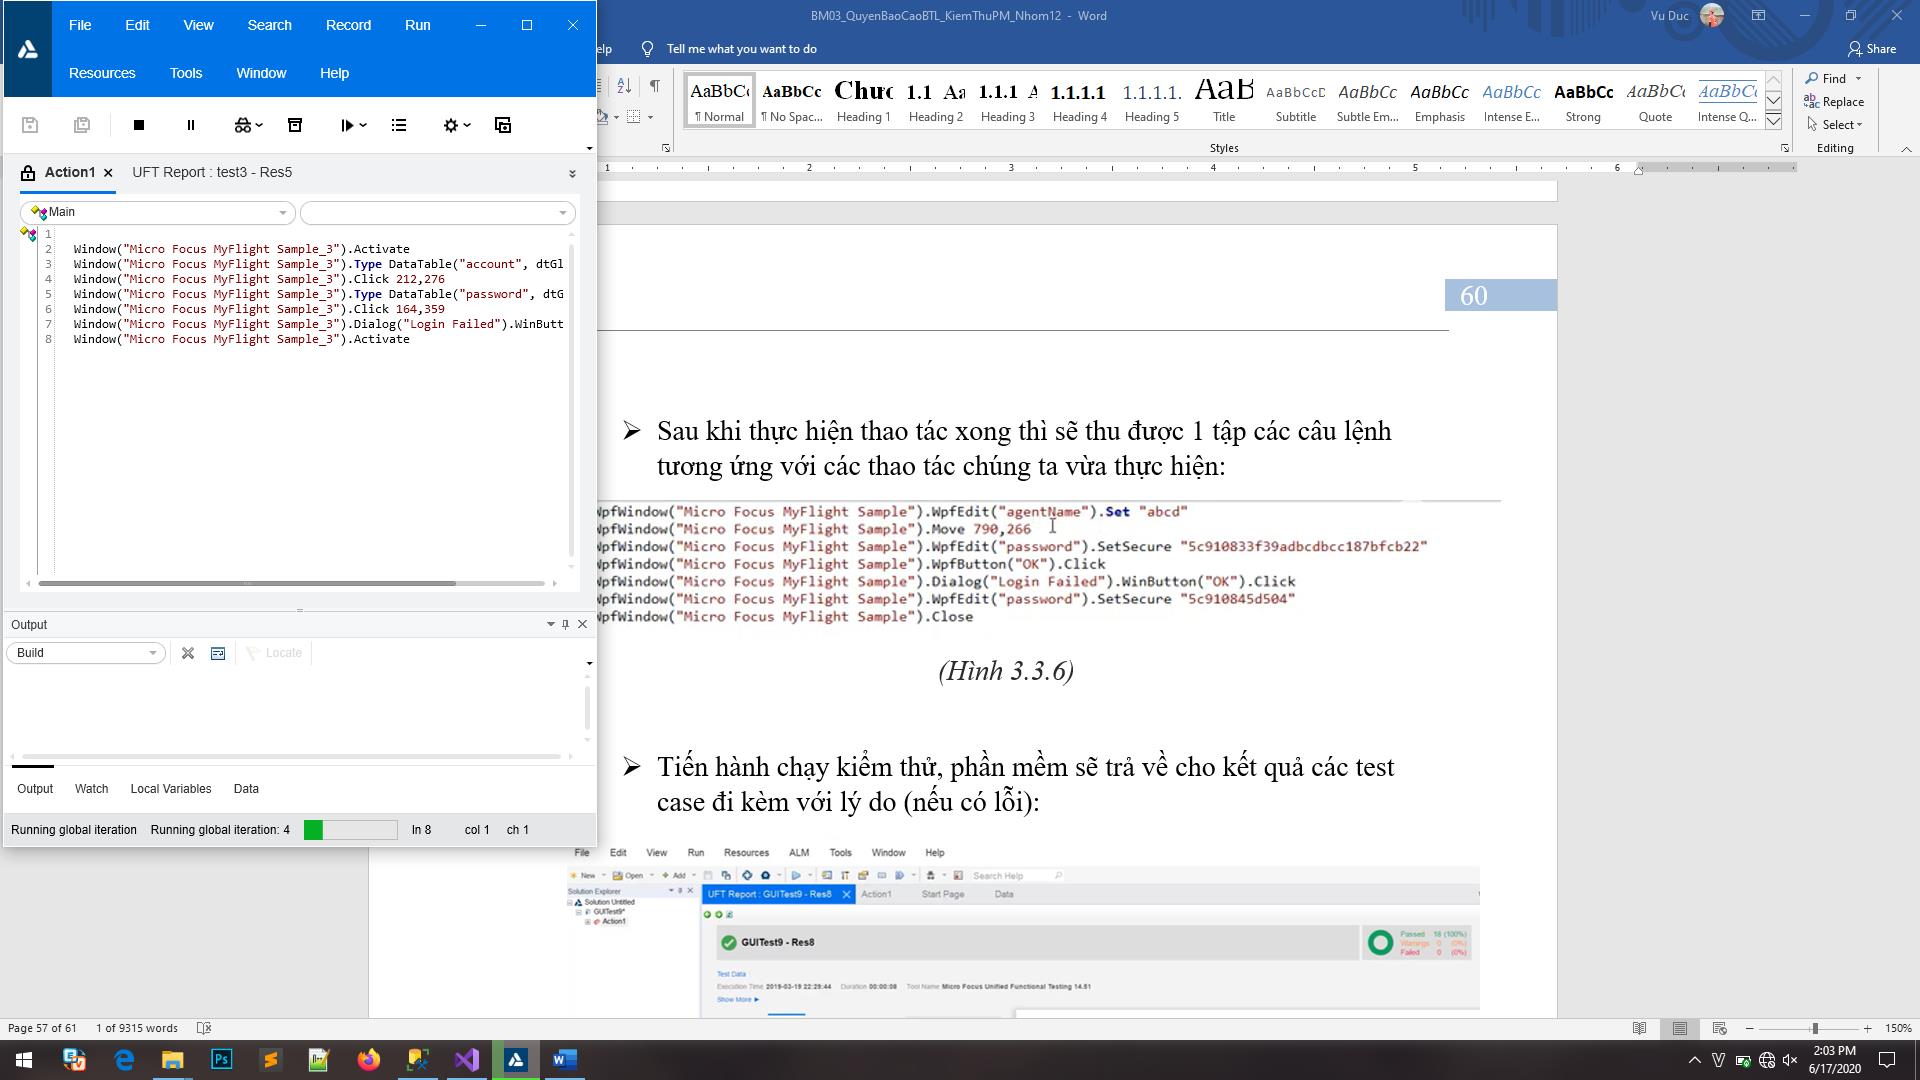 File Edit View Search Record Run
Resources Tools Window Help
Action1 UFT Report : test3 - Res5
Main
1
2 Window("Micro Focus MyFlight Sample_3").Activate
3 Window("Micro Focus MyFlight Sample_3").Type DataTable("account", dtGl
4 Window("Micro Focus MyFlight Sample_3").Click 212,276
5 Window("Micro Focus MyFlight Sample_3").Type DataTable("password", dtG
6 Window("Micro Focus MyFlight Sample_3").Click 164,359
7 Window("Micro Focus MyFlight Sample_3").Dialog("Login Failed").WinButt
8 Window("Micro Focus MyFlight Sample_3").Activate
Output
Build Locate
Output Watch Local Variables Data
Running global iteration Running global iteration: 4 ln 8 col 1 ch 1
BM03_QuyenBaoCaoBTL_KiemThuPM_Nhom12 - Word Vu Duc
elp Tell me what you want to do Share
AaBbCc AaBbCc Chư 1.1 Aa 1.1.1 A 1.1.1.1 1.1.1.1. AaB AaBbCcD AaBbCc AaBbCc AaBbCc AaBbCc AaBbCc AaBbCc
¶ Normal ¶ No Spac... Heading 1 Heading 2 Heading 3 Heading 4 Heading 5 Title Subtitle Subtle Em... Emphasis Intense E... Strong Quote Intense Q...
Find
Replace
Select
Styles Editing
1 2 3 4 5 6
60
Sau khi thực hiện thao tác xong thì sẽ thu được 1 tập các câu lệnh
tương ứng với các thao tác chúng ta vừa thực hiện:
WpfWindow("Micro Focus MyFlight Sample").WpfEdit("agentName").Set "abcd"
WpfWindow("Micro Focus MyFlight Sample").Move 790,266
WpfWindow("Micro Focus MyFlight Sample").WpfEdit("password").SetSecure "5c910833f39adbcdbcc187bfcb22"
WpfWindow("Micro Focus MyFlight Sample").WpfButton("OK").Click
WpfWindow("Micro Focus MyFlight Sample").Dialog("Login Failed").WinButton("OK").Click
WpfWindow("Micro Focus MyFlight Sample").WpfEdit("password").SetSecure "5c910845d504"
WpfWindow("Micro Focus MyFlight Sample").Close
(Hình 3.3.6)
Tiến hành chạy kiểm thử, phần mềm sẽ trả về cho kết quả các test
case đi kèm với lý do (nếu có lỗi):
File Edit View Run Resources ALM Tools Window Help
New Open Add Search Help
Solution Explorer UFT Report : GUITest9 - Res8 Action1 Start Page Data
Solution Untitled
GUITest9*
Action1
GUITest9 - Res8
Passed 18 (100%)
Warnings 0 (0%)
Failed 0 (0%)
Test Data
Execution Time 2019-03-19 22:29:44 Duration 00:00:08 Tool Name Micro Focus Unified Functional Testing 14.51
Show More
Page 57 of 61 1 of 9315 words 150%
2:03 PM
6/17/2020